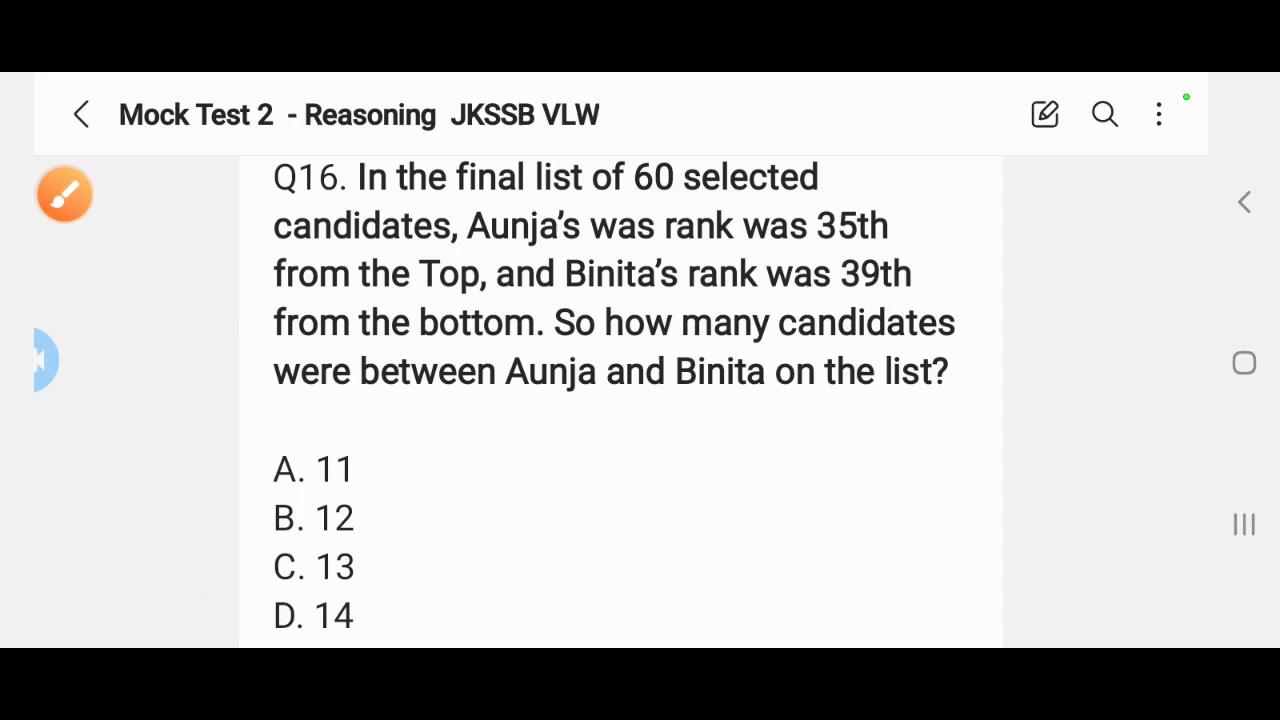 Mock Test 2 - Reasoning JKSSB VLW
Q16. In the final list of 60 selected
candidates, Aunja's was rank was 35th
from the Top, and Binita's rank was 39th
from the bottom. So how many candidates
were between Aunja and Binita on the list?
A. 11
B. 12
C. 13
D. 14